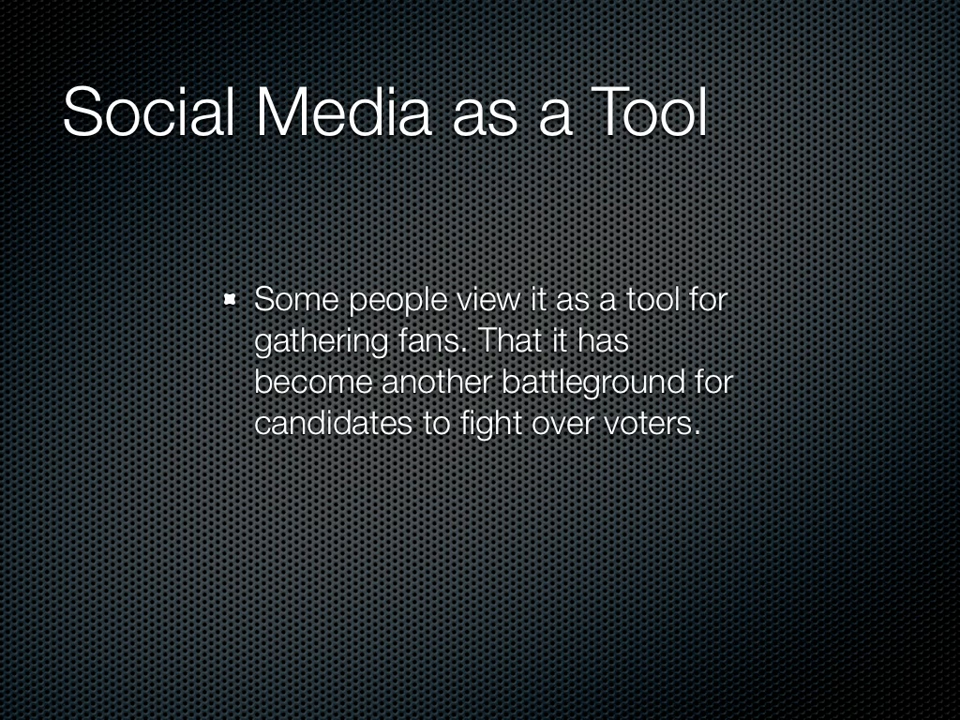 Social Media as a Tool
Some people view it as a tool for
gathering fans. That it has
become another battleground for
candidates to fight over voters.